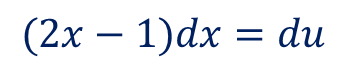 (2x − 1)dx = du